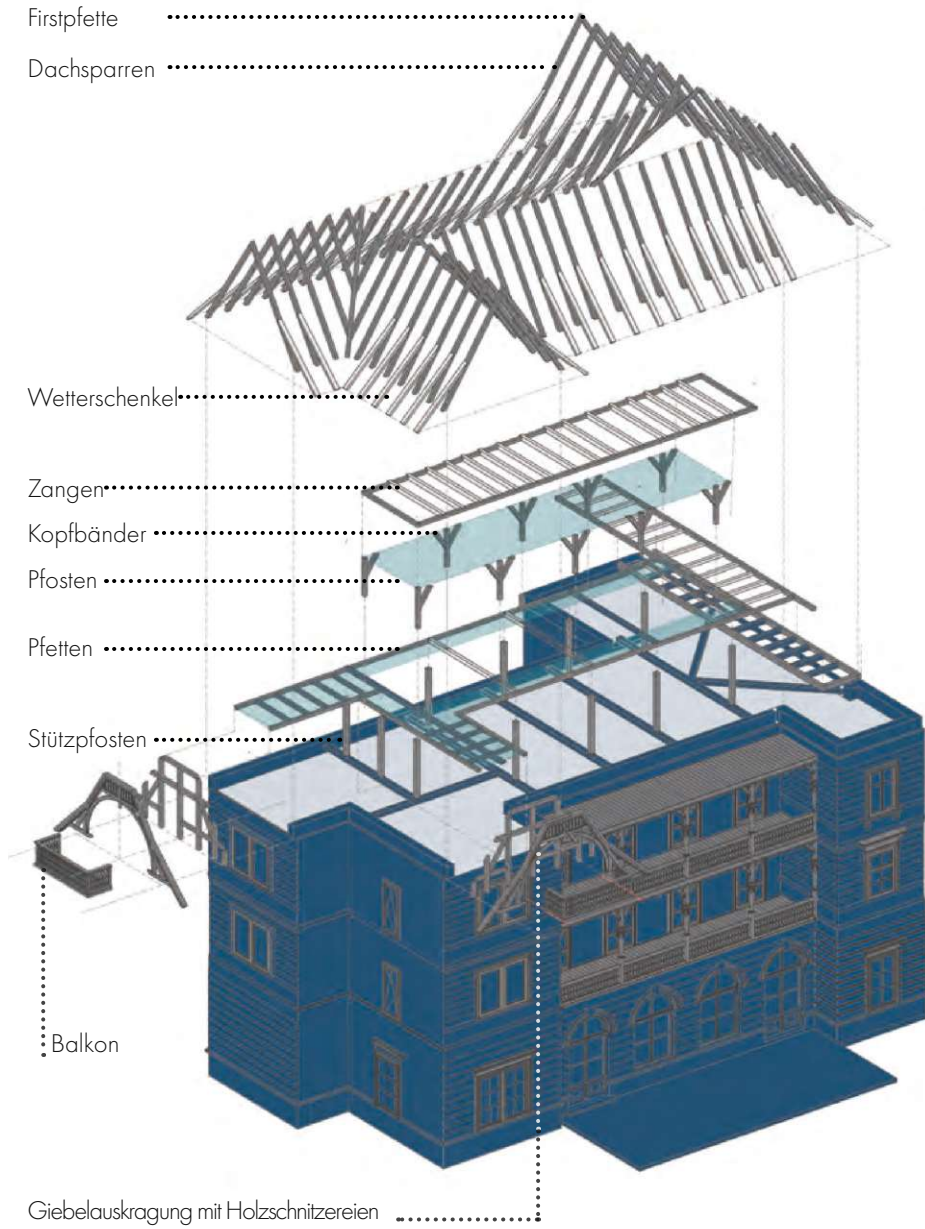 Firstpfette
Dachsparren
Wetterschenkel
Zangen
Kopfbänder
Pfosten
Pfetten
Stützpfosten
Balkon
Giebelauskragung mit Holzschnitzereien